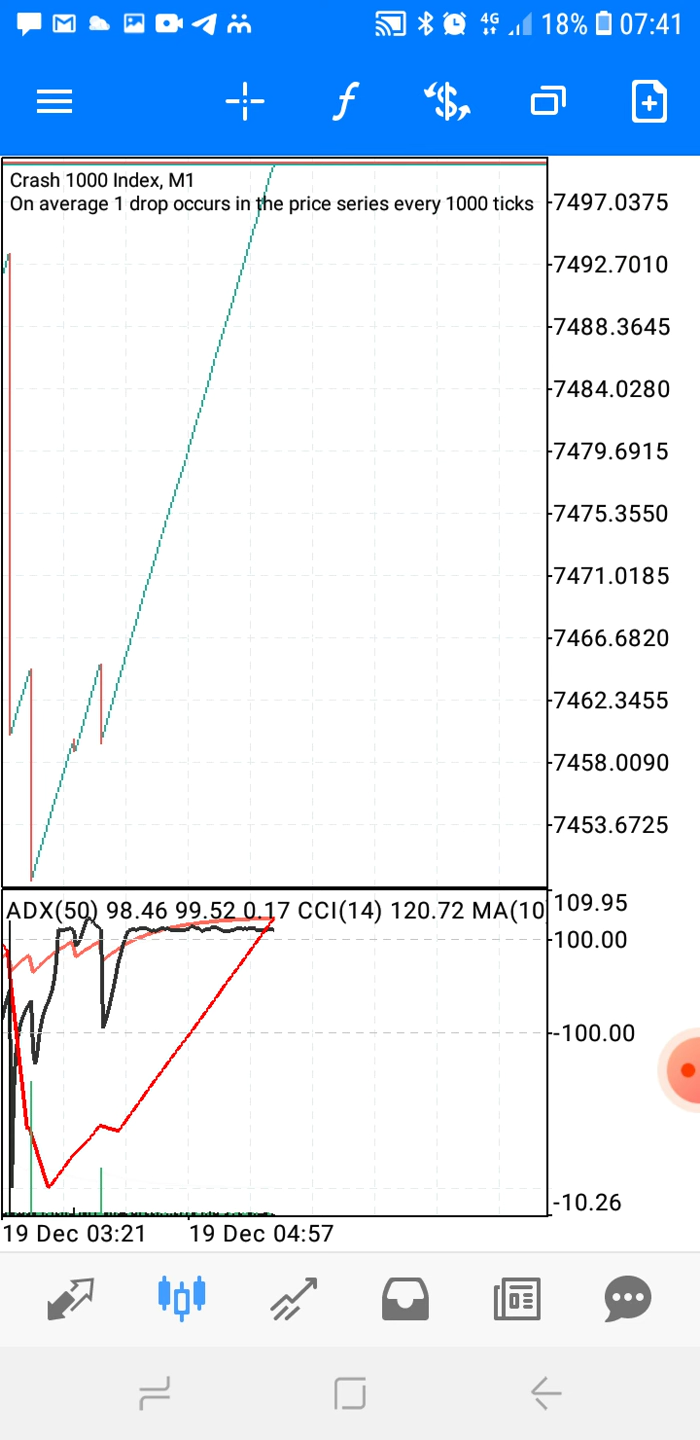 4G 18% 07:41
f
$
Crash 1000 Index, M1
On average 1 drop occurs in the price series every 1000 ticks
7497.0375
7492.7010
7488.3645
7484.0280
7479.6915
7475.3550
7471.0185
7466.6820
7462.3455
7458.0090
7453.6725
ADX(50) 98.46 99.52 0.17 CCI(14) 120.72 MA(10
109.95
100.00
-100.00
-10.26
19 Dec 03:21 19 Dec 04:57